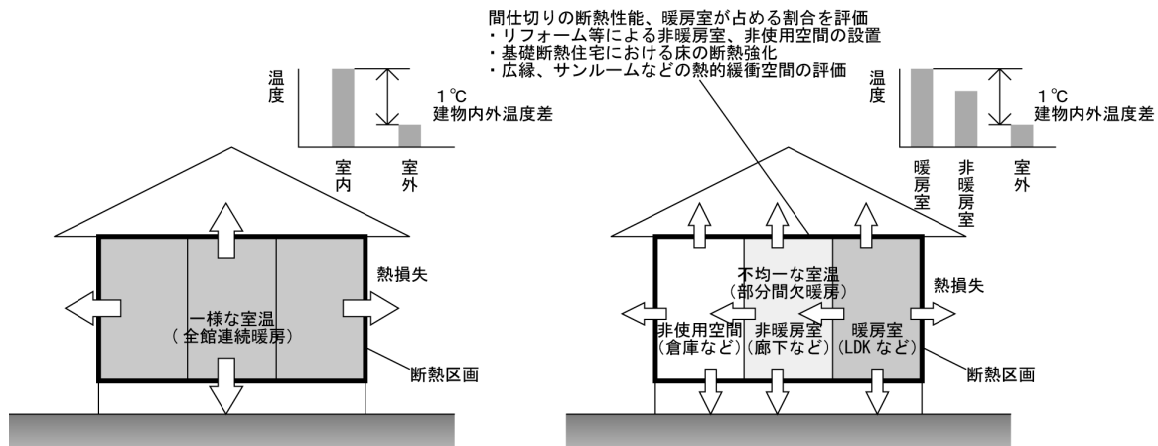 間仕切りの断熱性能、暖房室が占める割合を評価
・リフォーム等による非暖房室、非使用空間の設置
・基礎断熱住宅における床の断熱強化
・広縁、サンルームなどの熱的緩衝空間の評価
温度
1℃
建物内外温度差
室内
室外
熱損失
一様な室温
(全館連続暖房)
断熱区画
温度
1℃
建物内外温度差
暖房室
非暖房室
室外
不均一な室温
(部分間欠暖房)
熱損失
非使用空間
(倉庫など)
非暖房室
(廊下など)
暖房室
(LDKなど)
断熱区画